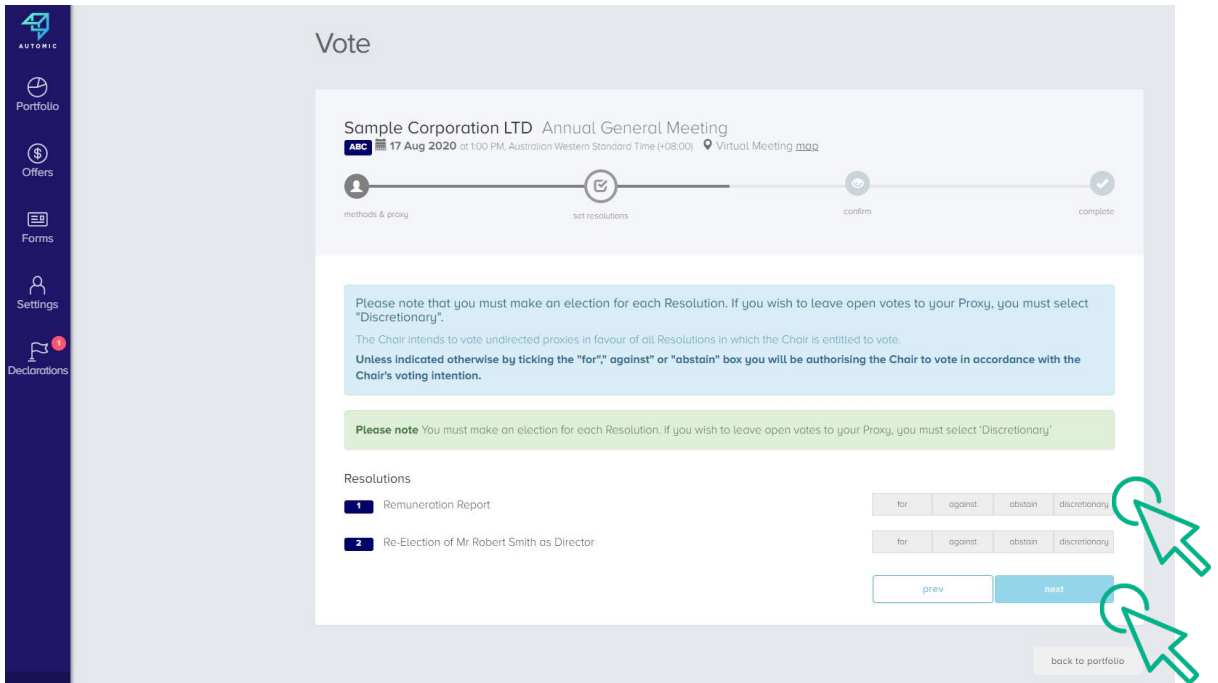 AUTOMIC
Portfolio
Offers
Forms
Settings
1
Declarations
Vote
Sample Corporation LTD Annual General Meeting
ABC 17 Aug 2020 at 1:00 PM, Australian Western Standard Time (+08:00) Virtual Meeting map
1
methods & proxy set resolutions confirm complete
Please note that you must make an election for each Resolution. If you wish to leave open votes to your Proxy, you must select
"Discretionary".
The Chair intends to vote undirected proxies in favour of all Resolutions in which the Chair is entitled to vote.
Unless indicated otherwise by ticking the "for"," against" or "abstain" box you will be authorising the Chair to vote in accordance with the
Chair's voting intention.
Please note You must make an election for each Resolution. If you wish to leave open votes to your Proxy, you must select 'Discretionary'
Resolutions
1 Remuneration Report for against abstain discretionary
2 Re-Election of Mr Robert Smith as Director for against abstain discretionary
prev next
back to portfolio